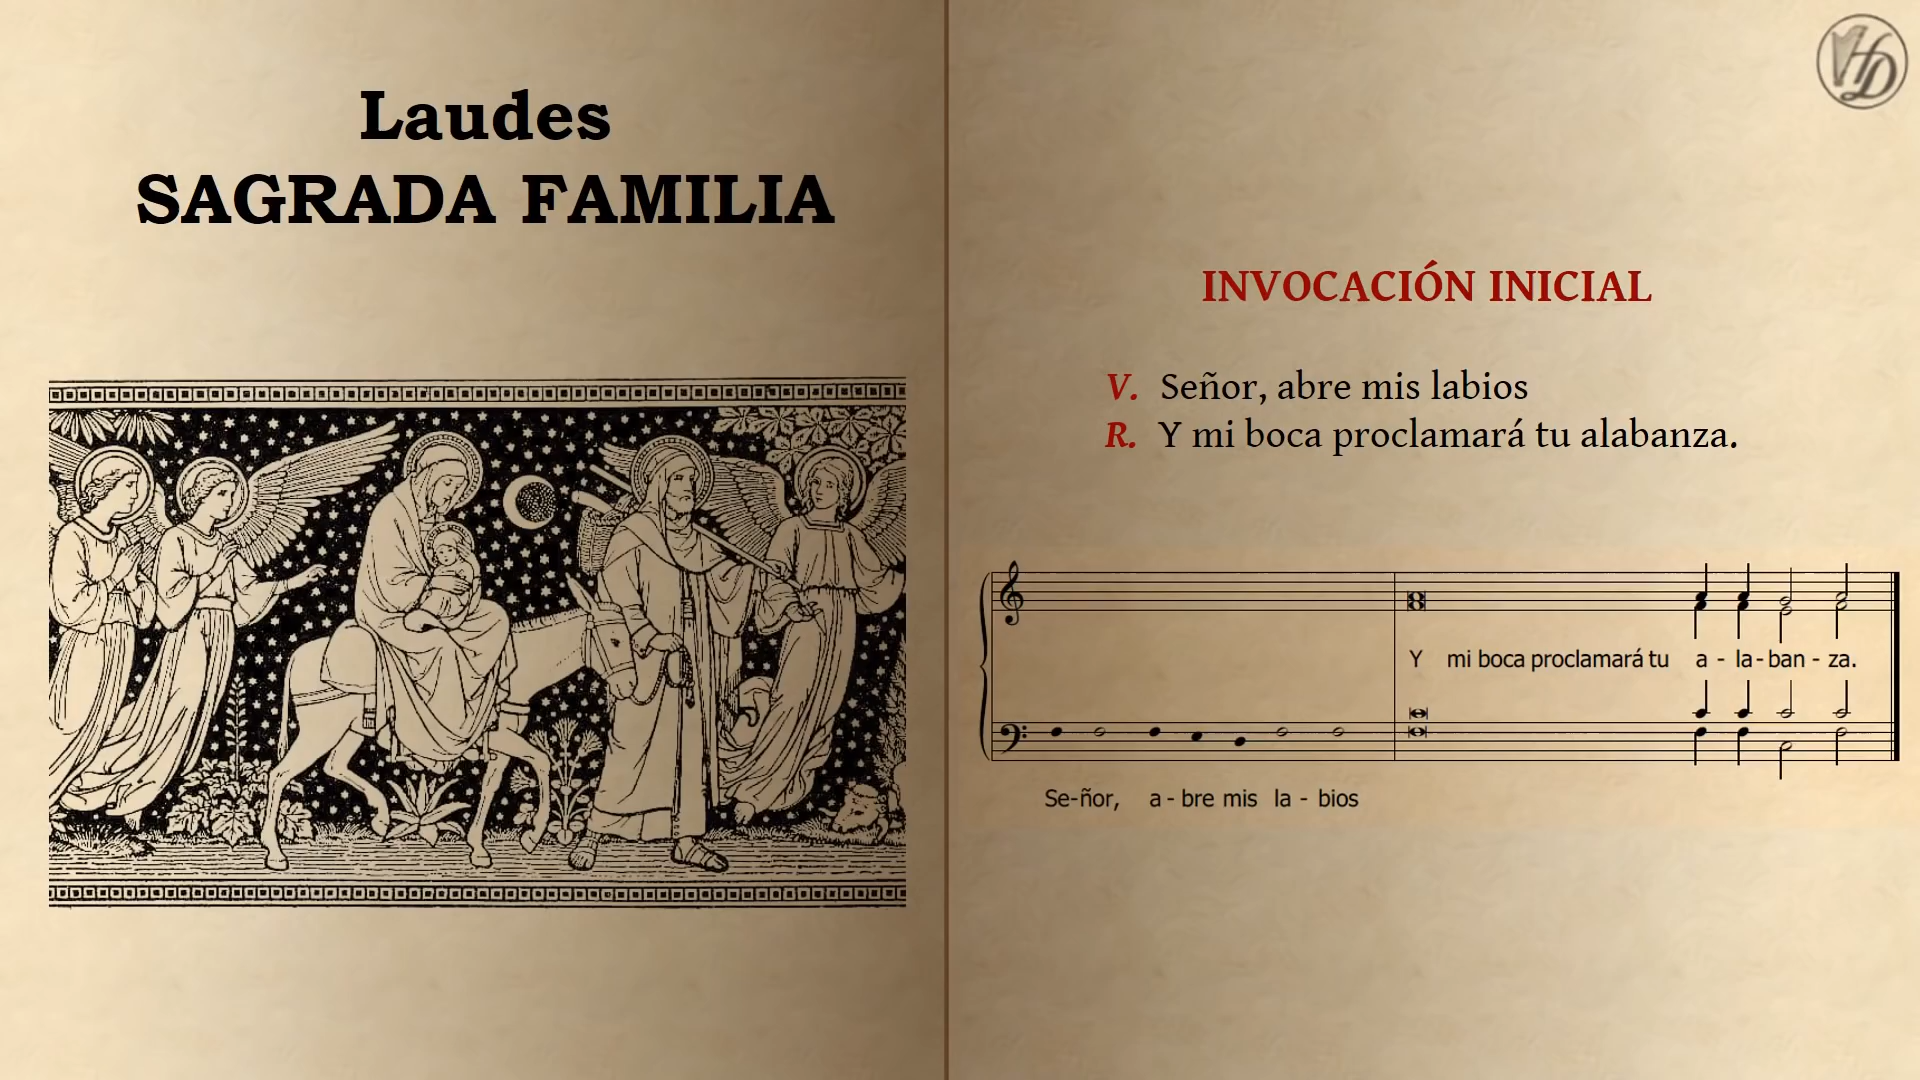 Laudes
SAGRADA FAMILIA
HD
INVOCACIÓN INICIAL
V. Señor, abre mis labios
R. Y mi boca proclamará tu alabanza.
Y mi boca proclamará tu a - la - ban - za.
Se-ñor, a - bre mis la - bios